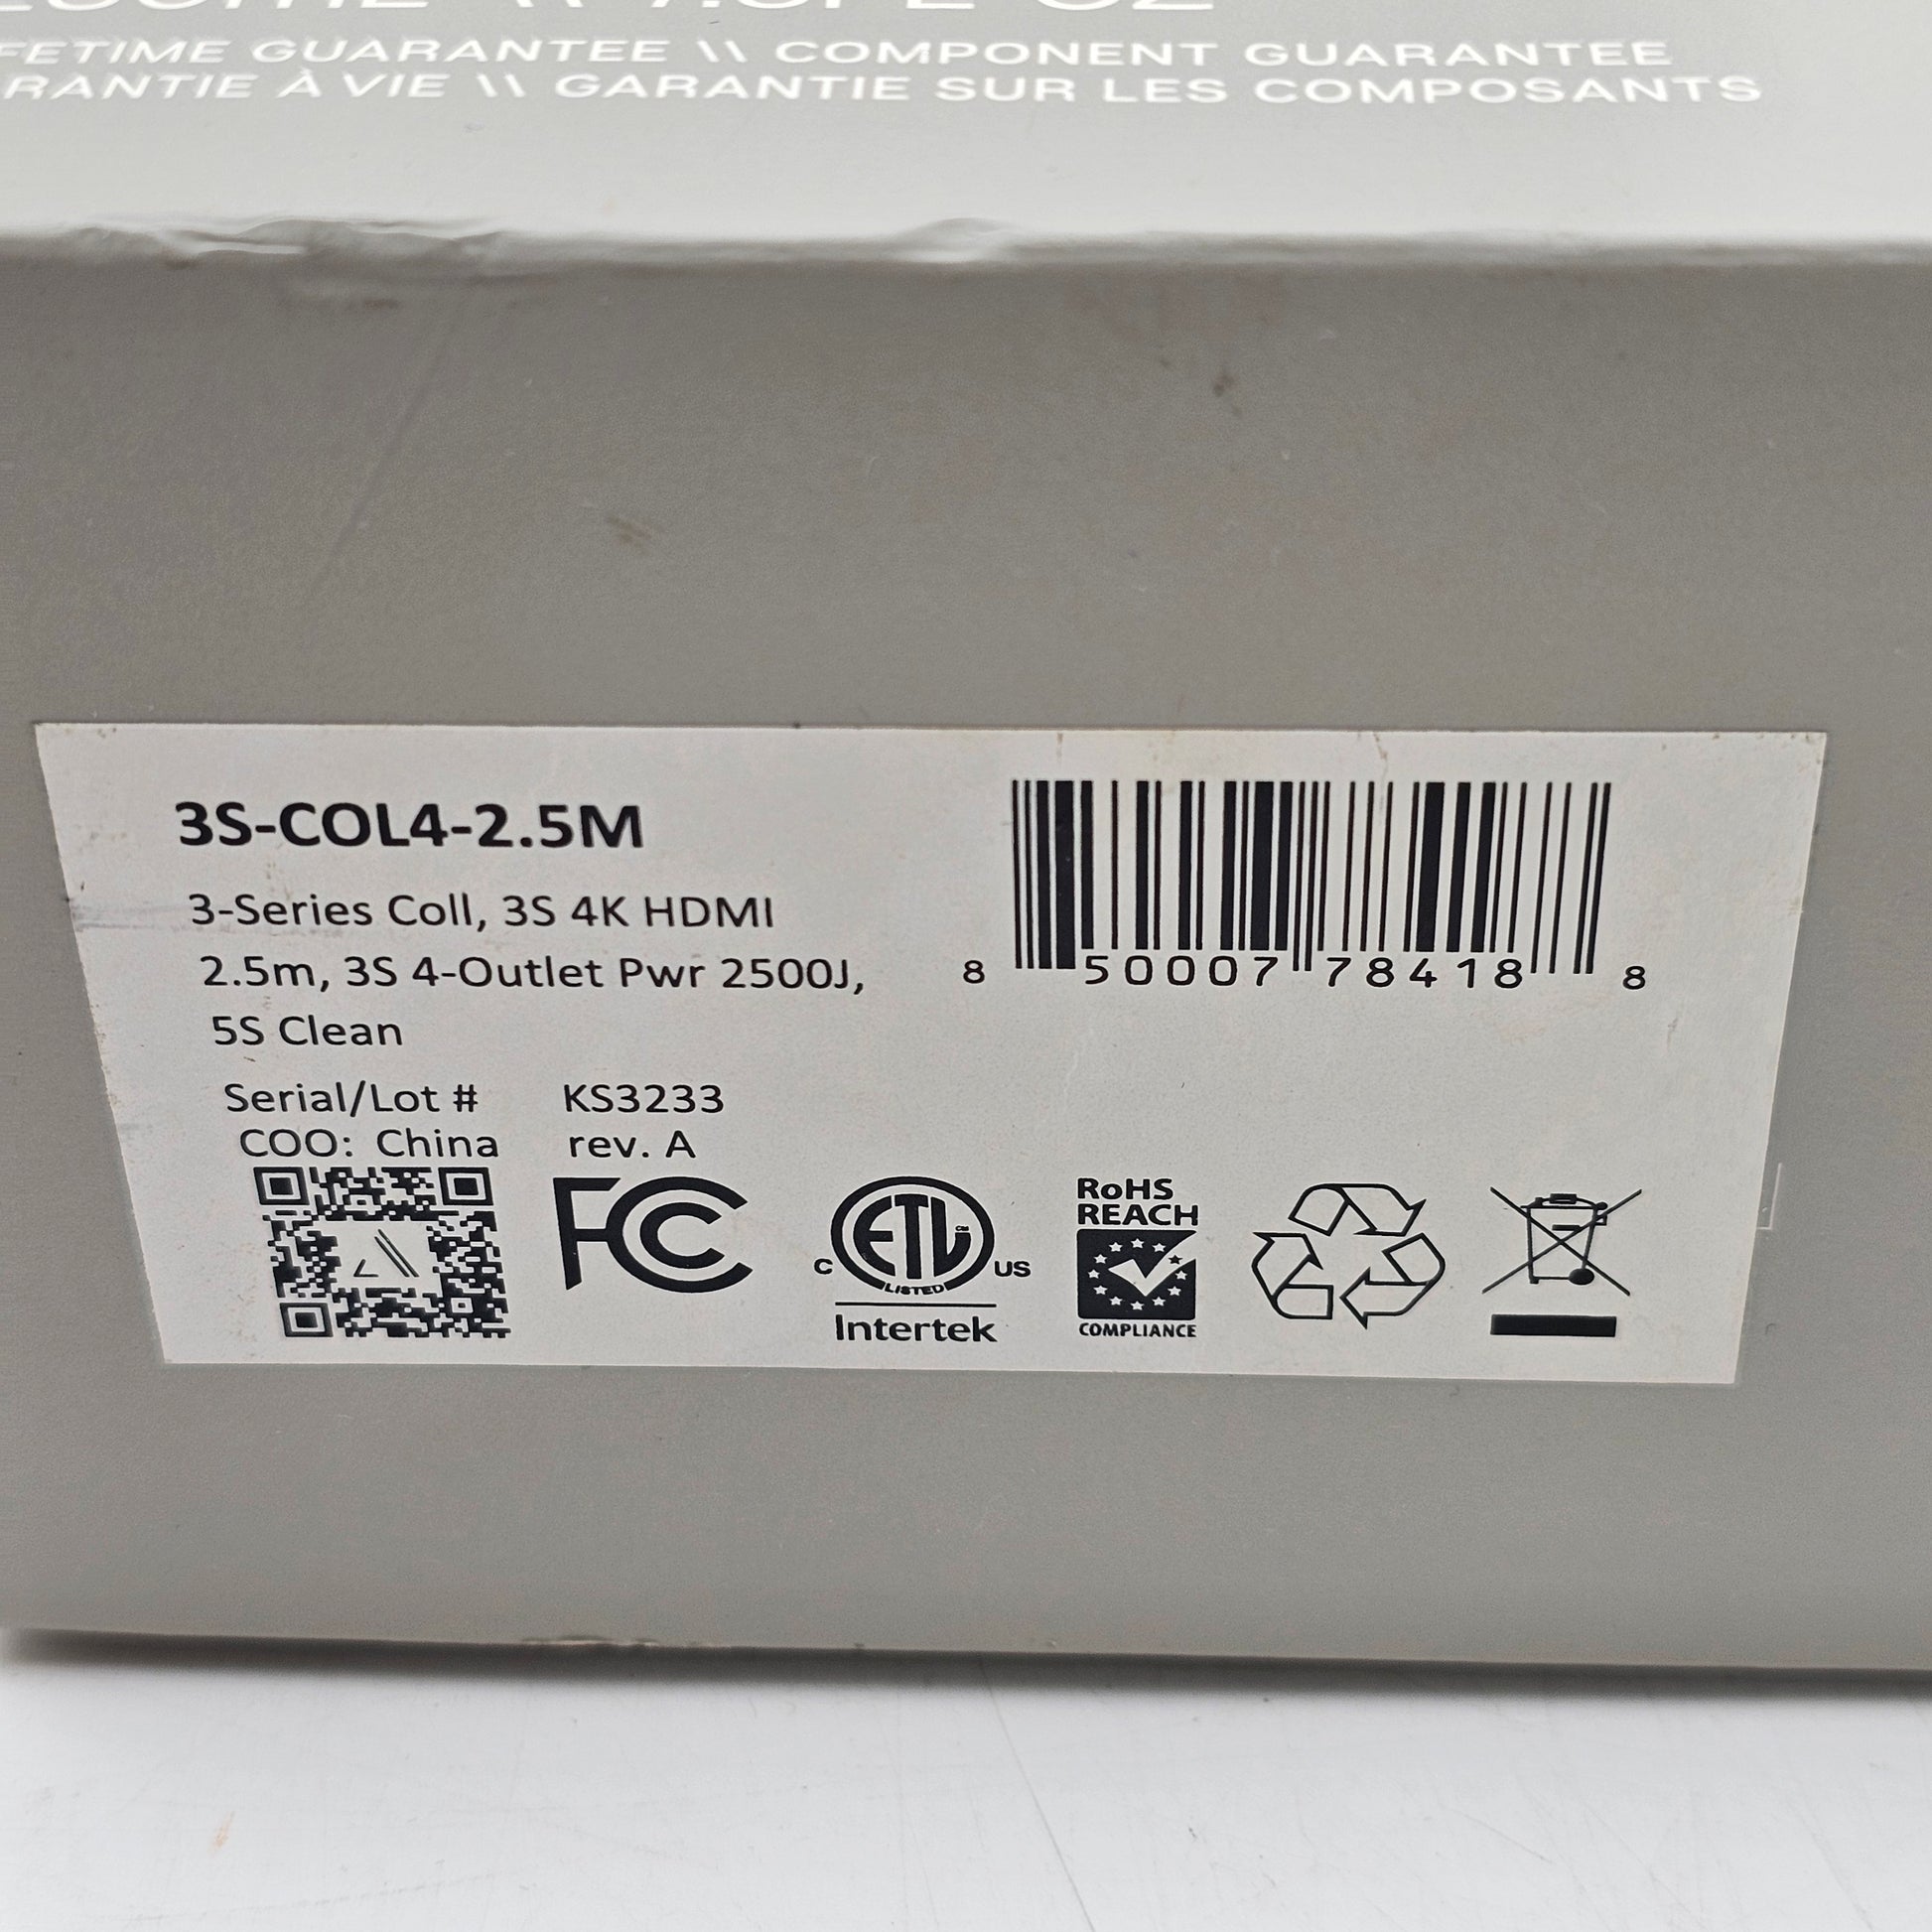 FETIME GUARANTEE \\ COMPONENT GUARANTEE
RANTIE À VIE \\ GARANTIE SUR LES COMPOSANTS
3S-COL4-2.5M
3-Series Coll, 3S 4K HDMI
2.5m, 3S 4-Outlet Pwr 2500J,
5S Clean
8 50007 78418 8
Serial/Lot # KS3233
COO: China rev. A
FC
C ETL US
LISTED
Intertek
RoHS
REACH
COMPLIANCE